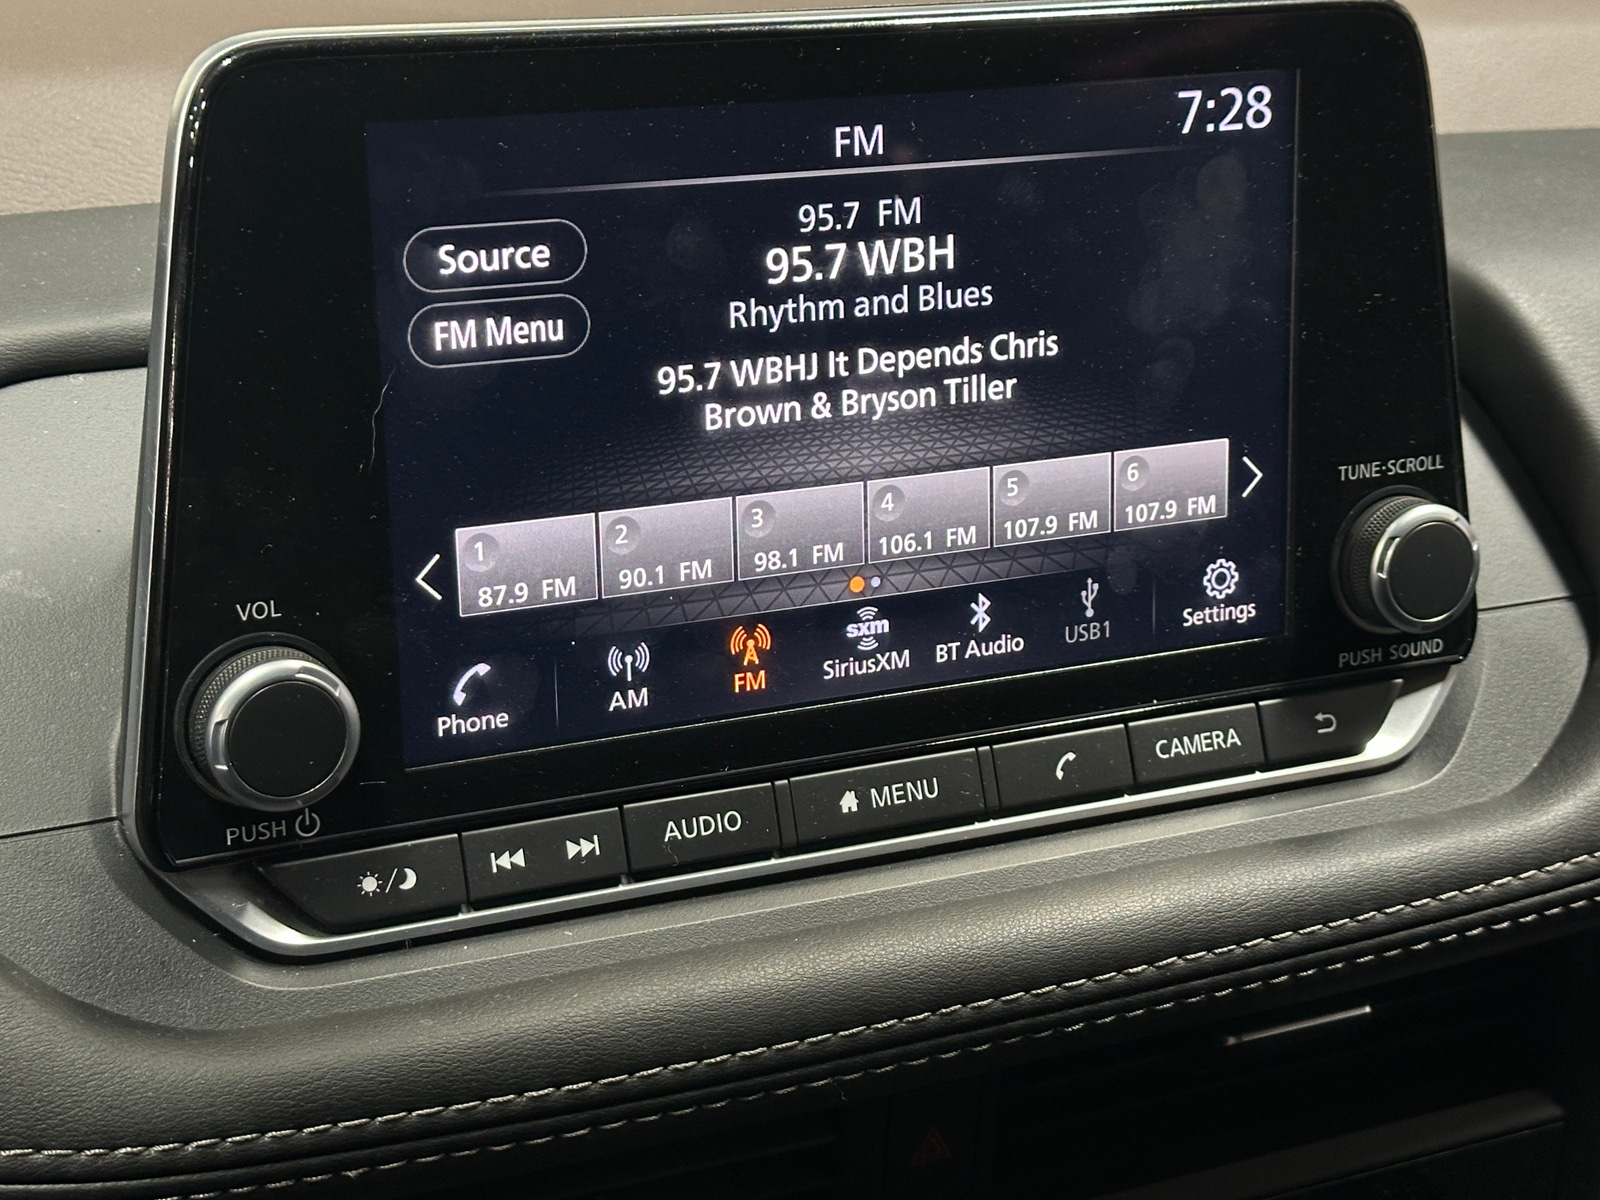 7:28
FM
95.7 FM
95.7 WBH
Rhythm and Blues
Source
FM Menu
95.7 WBHJ It Depends Chris
Brown & Bryson Tiller
1 87.9 FM
2 90.1 FM
3 98.1 FM
4 106.1 FM
5 107.9 FM
6 107.9 FM
Phone
AM
FM
sxm
SiriusXM
BT Audio
USB1
Settings
VOL
PUSH
TUNE·SCROLL
PUSH SOUND
AUDIO
MENU
CAMERA